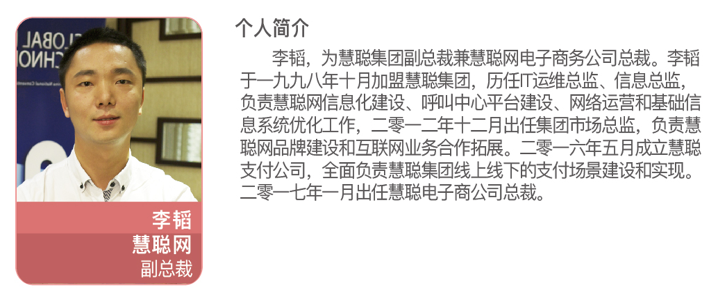 GLOBAL
个人简介
李韬，为慧聪集团副总裁兼慧聪网电子商务公司总裁。李韬
于一九九八年十月加盟慧聪集团，历任IT运维总监、信息总监，
负责慧聪网信息化建设、呼叫中心平台建设、网络运营和基础信
息系统优化工作，二零一二年十二月出任集团市场总监，负责慧
聪网品牌建设和互联网业务合作拓展。二零一六年五月成立慧聪
支付公司，全面负责慧聪集团线上线下的支付场景建设和实现。
二零一七年一月出任慧聪电子商公司总裁。
李韬
慧聪网
副总裁